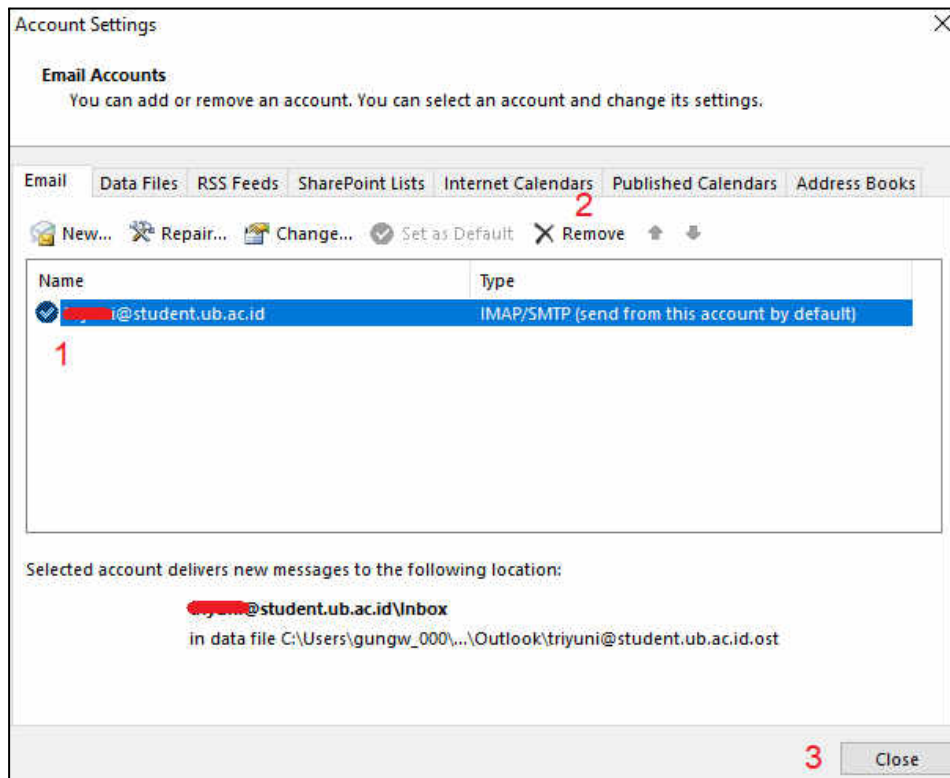 Account Settings
Email Accounts
You can add or remove an account. You can select an account and change its settings.
Email Data Files RSS Feeds SharePoint Lists Internet Calendars Published Calendars Address Books
2
New... Repair... Change... Set as Default Remove
Name Type
i@student.ub.ac.id IMAP/SMTP (send from this account by default)
1
Selected account delivers new messages to the following location:
@student.ub.ac.id\Inbox
in data file C:\Users\gungw_000\...\Outlook\triyuni@student.ub.ac.id.ost
3 Close